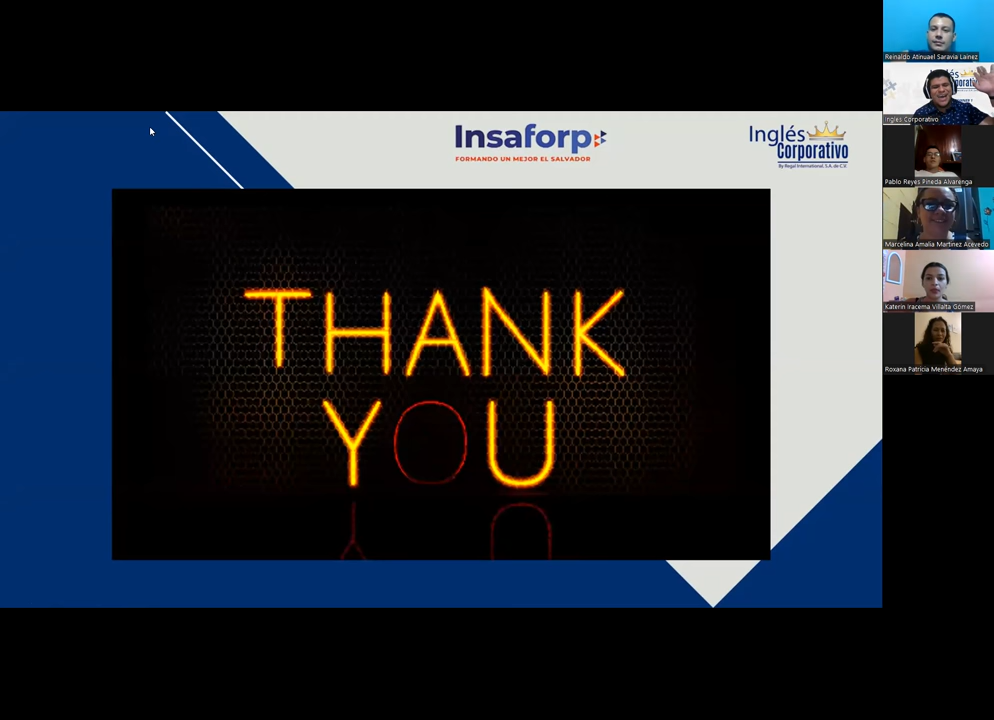 Insaforp
FORMANDO UN MEJOR EL SALVADOR
Inglés
Corporativo
By Regal International, S.A. de C.V.
THANK
YOU
Reinaldo Atinuael Saravia Lainez
Inglés Corporativo
Pablo Reyes Pineda Alvarenga
Marcelina Amalia Martinez Acevedo
Katerin Iracema Villalta Gómez
Roxana Patricia Menéndez Amaya